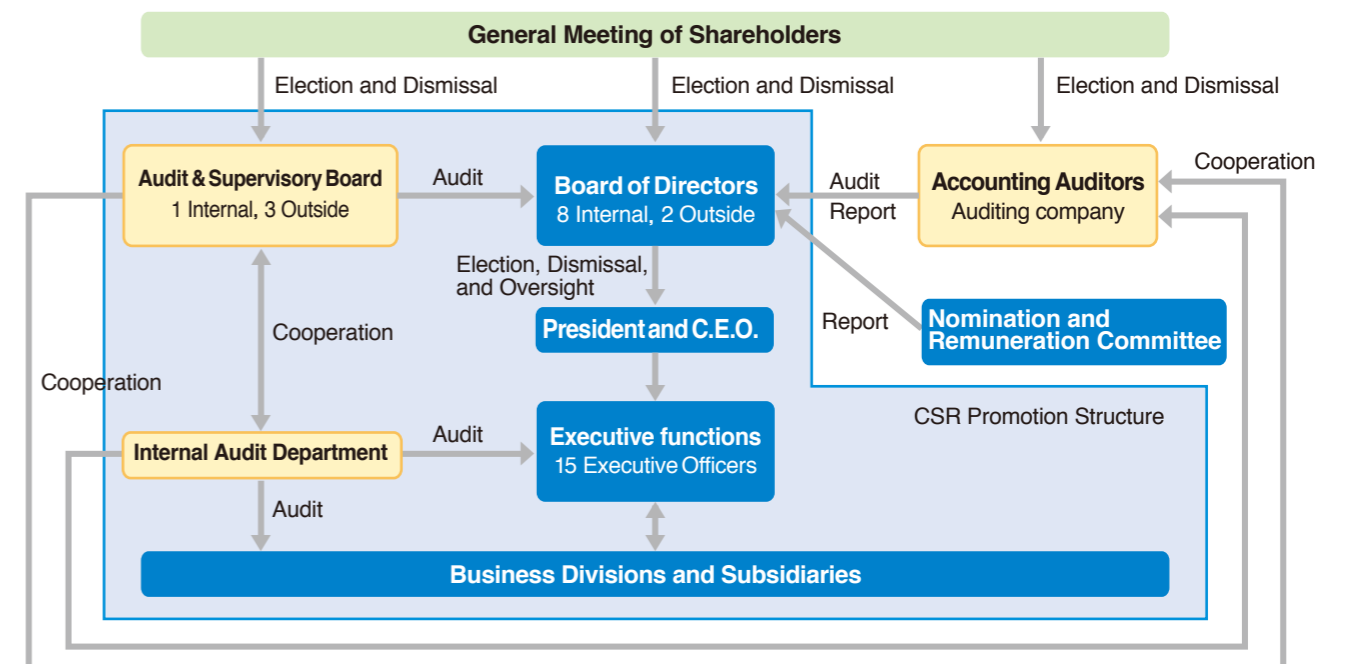 General Meeting of Shareholders
Election and Dismissal
Election and Dismissal
Election and Dismissal
Audit & Supervisory Board
1 Internal, 3 Outside
Audit
Board of Directors
8 Internal, 2 Outside
Audit
Report
Accounting Auditors
Auditing company
Cooperation
Election, Dismissal,
and Oversight
Cooperation
President and C.E.O.
Report
Nomination and
Remuneration Committee
Cooperation
CSR Promotion Structure
Internal Audit Department
Audit
Executive functions
15 Executive Officers
Audit
Business Divisions and Subsidiaries